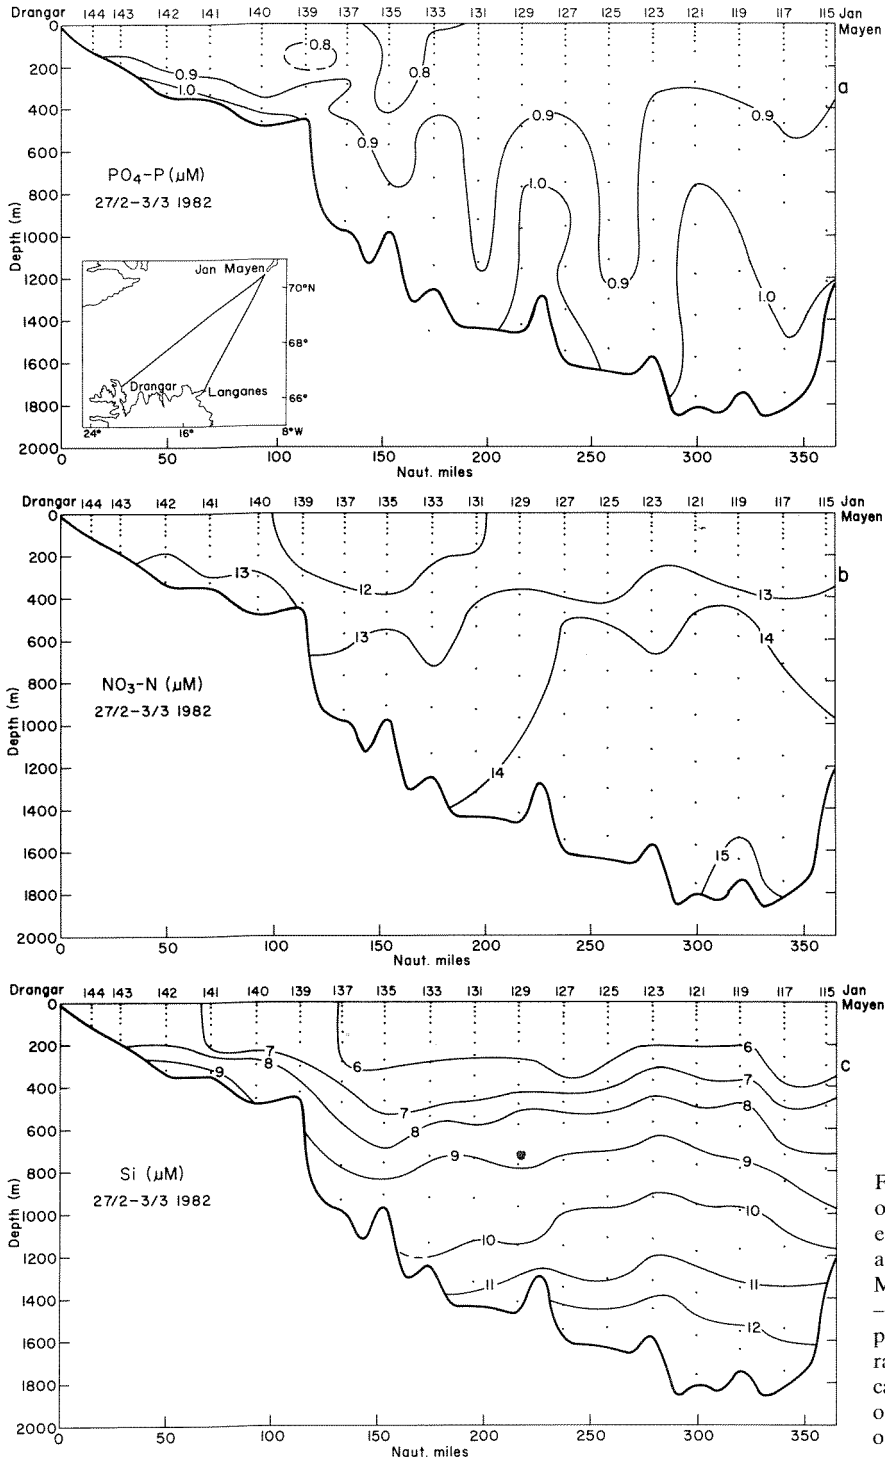 Drangar 144 143 142 141 140 139 137 135 133 131 129 127 125 123 121 119 117 115 Jan Mayen
0
200
400
600
800
1000
1200
1400
1600
1800
2000
Depth (m)
0.8
0.8
0.9
1.0
0.9
0.9
0.9
1.0
0.9
1.0
a
PO₄-P (μM)
27/2-3/3 1982
Jan Mayen
70°N
68°
66°
Drangar
Langanes
24° 16° 8°W
0 50 100 150 200 250 300 350
Naut. miles
Drangar 144 143 142 141 140 139 137 135 133 131 129 127 125 123 121 119 117 115 Jan Mayen
0
200
400
600
800
1000
1200
1400
1600
1800
2000
Depth (m)
13
12
13
13
14
14
15
b
NO₃-N (μM)
27/2-3/3 1982
0 50 100 150 200 250 300 350
Naut. miles
Drangar 144 143 142 141 140 139 137 135 133 131 129 127 125 123 121 119 117 115 Jan Mayen
0
200
400
600
800
1000
1200
1400
1600
1800
2000
Depth (m)
7
8
9
6
7
8
9
10
11
6
7
8
9
10
11
12
c
Si (μM)
27/2-3/3 1982
0 50 100 150 200 250 300 350
Naut. miles
F
o
e
a
M
–
p
ra
ca
o
o